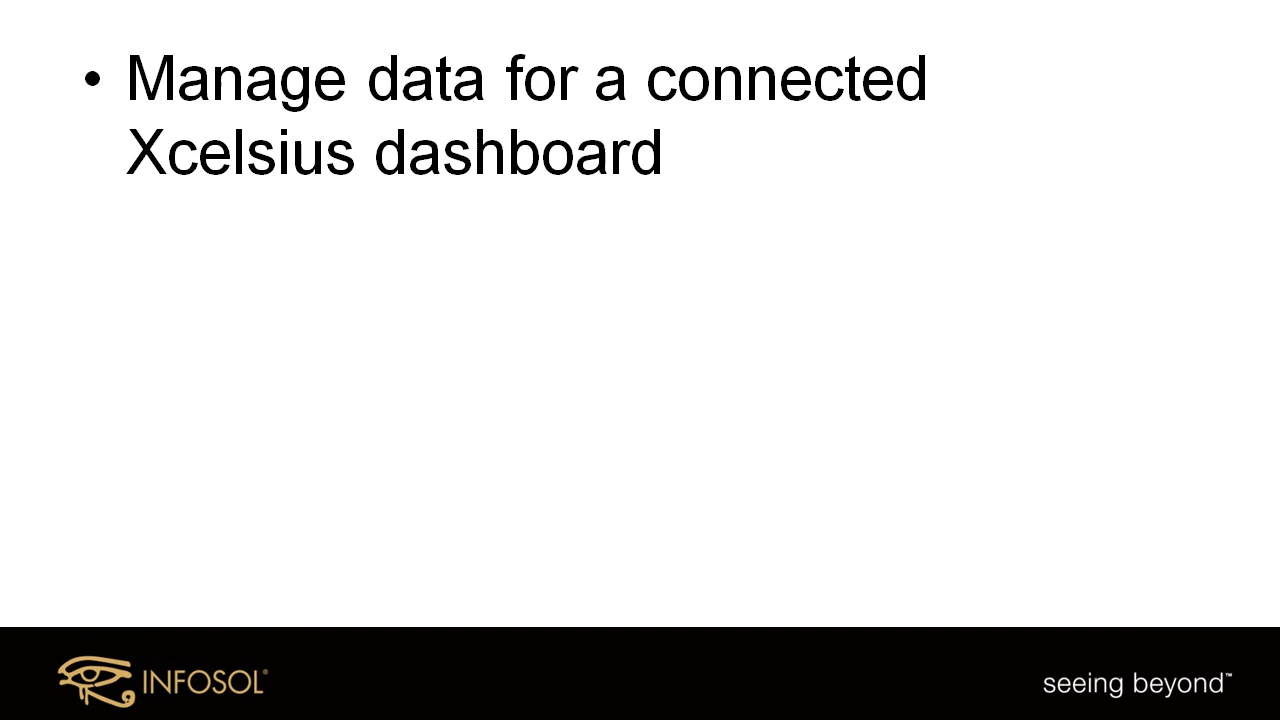 • Manage data for a connected
Xcelsius dashboard
INFOSOL®
seeing beyond™